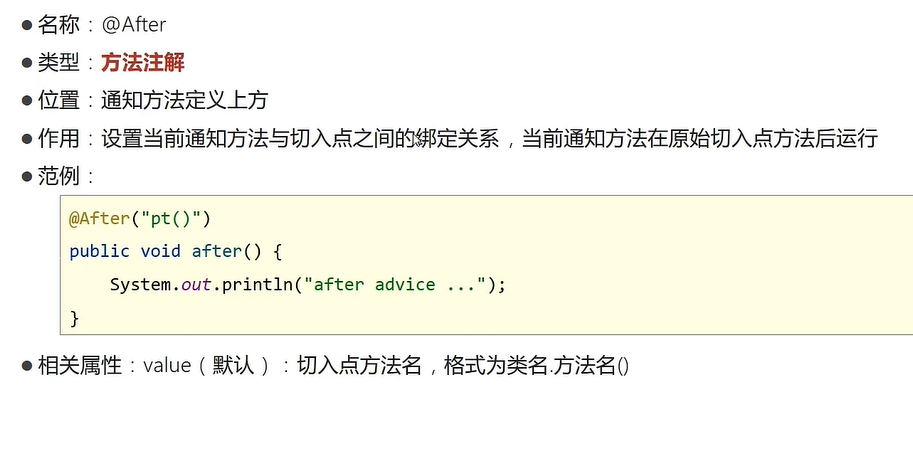 ● 名称：@After
● 类型：方法注解
● 位置：通知方法定义上方
● 作用：设置当前通知方法与切入点之间的绑定关系，当前通知方法在原始切入点方法后运行
● 范例：
@After("pt()")
public void after() {
    System.out.println("after advice ...");
}
● 相关属性：value（默认）：切入点方法名，格式为类名.方法名()